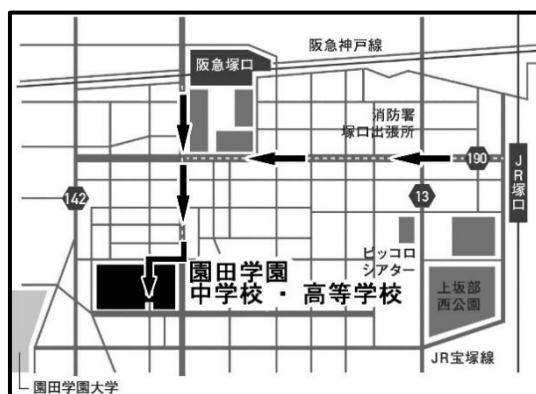 阪急神戸線
阪急塚口
消防署
塚口出張所
190
JR塚口
142
13
ピッコロ
シアター
園田学園
中学校・高等学校
上坂部
西公園
JR宝塚線
園田学園大学